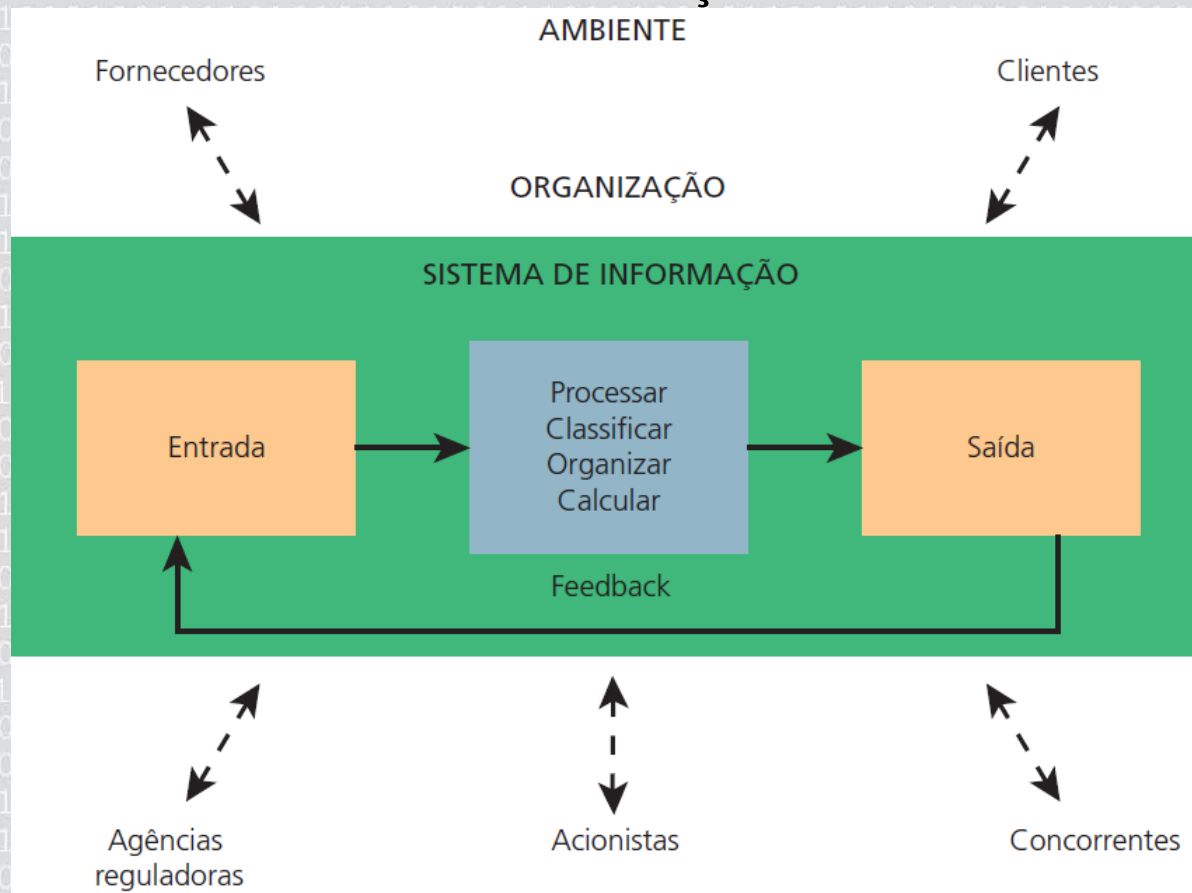 AMBIENTE
Fornecedores
Clientes
ORGANIZAÇÃO
SISTEMA DE INFORMAÇÃO
Entrada
Processar
Classificar
Organizar
Calcular
Saída
Feedback
Agências
reguladoras
Acionistas
Concorrentes